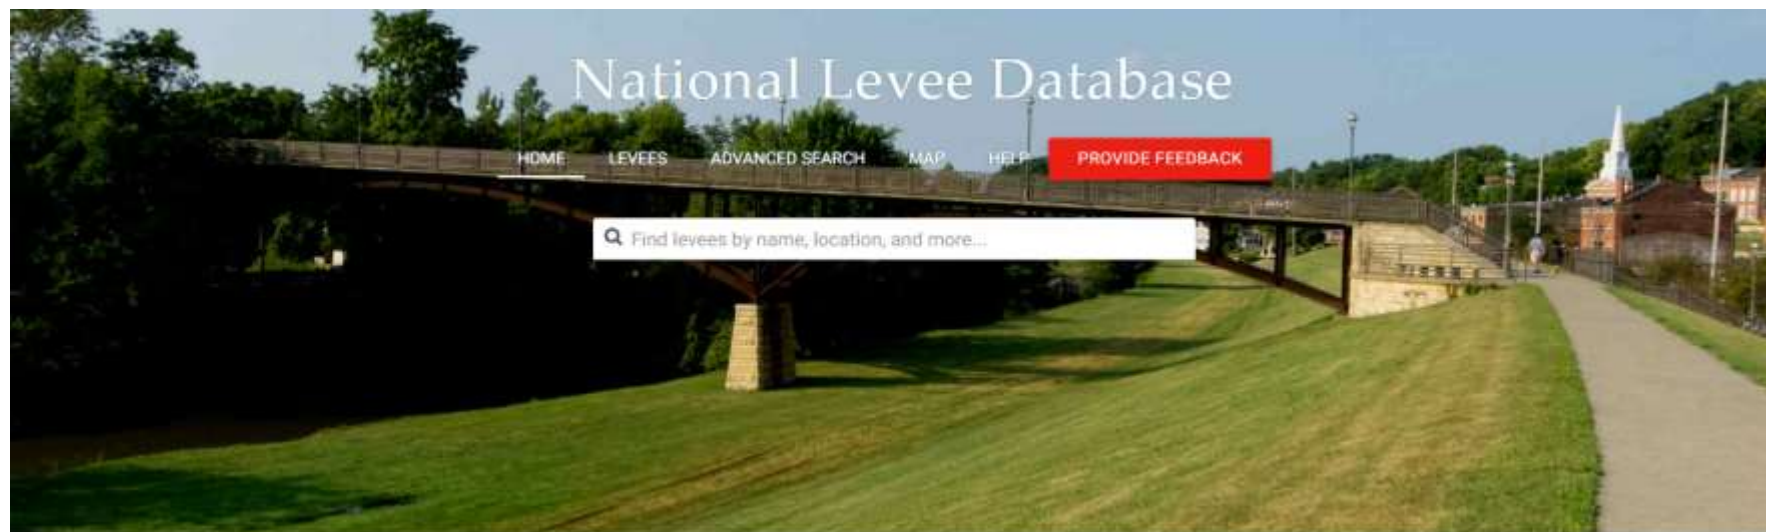 National Levee Database
HOME LEVEES ADVANCED SEARCH MAP HELP PROVIDE FEEDBACK
Find levees by name, location, and more...